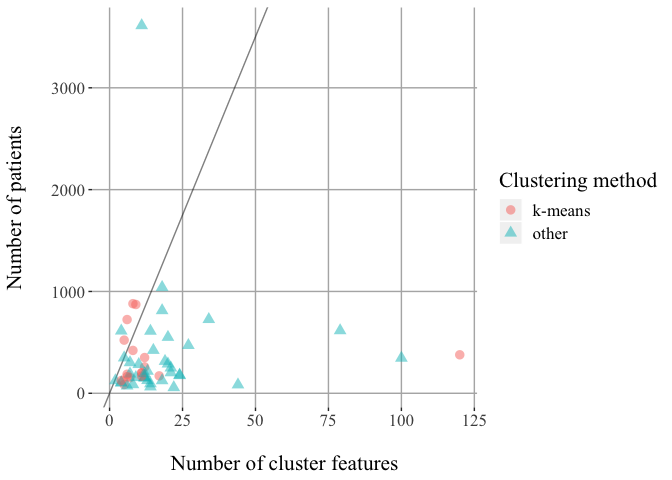 3000
2000
1000
0
Number of patients
0 25 50 75 100 125
Number of cluster features
Clustering method
k-means
other